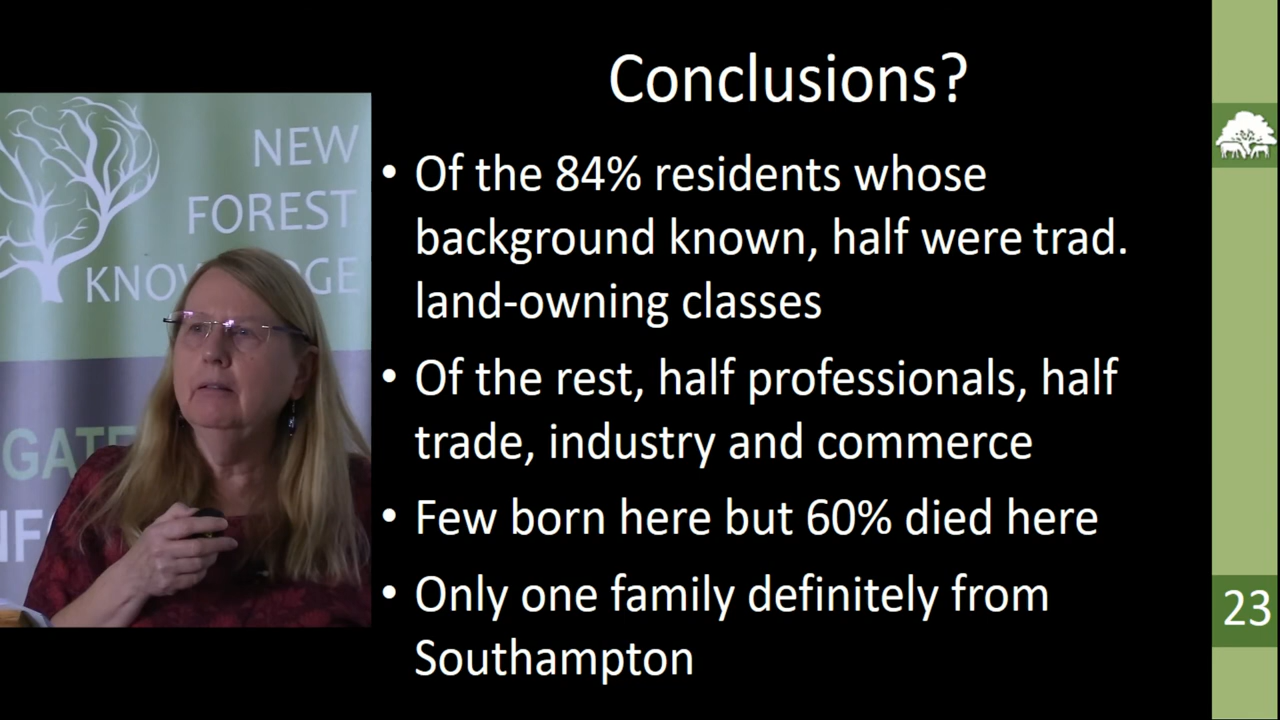 Conclusions?
• Of the 84% residents whose
background known, half were trad.
land-owning classes
• Of the rest, half professionals, half
trade, industry and commerce
• Few born here but 60% died here
• Only one family definitely from
Southampton
23
NEW
FOREST